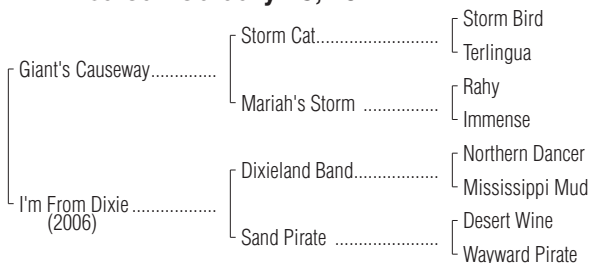 Storm Bird
Storm Cat........................
Terlingua
Giant's Causeway..............
Rahy
Mariah's Storm ................
Immense
Northern Dancer
Dixieland Band.................
Mississippi Mud
I'm From Dixie .................
(2006)
Desert Wine
Sand Pirate ....................
Wayward Pirate